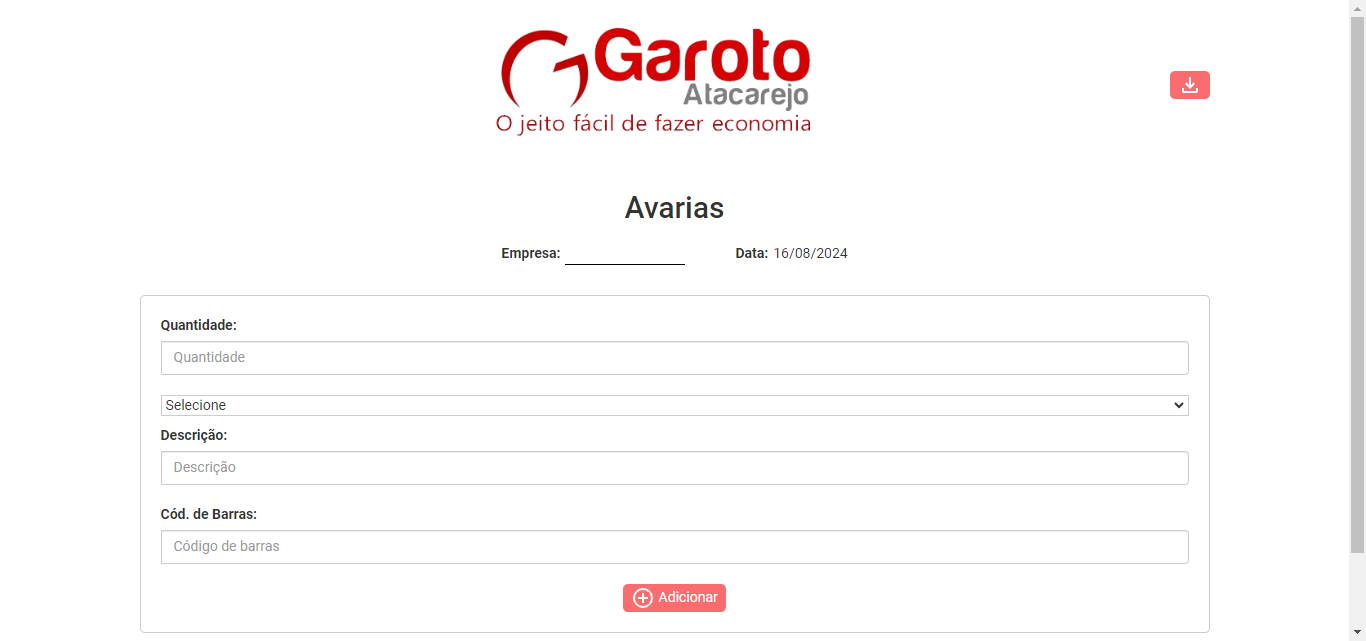 Garoto
Atacarejo
O jeito fácil de fazer economia
Avarias
Empresa: Data: 16/08/2024
Quantidade:
Quantidade
Selecione
Descrição:
Descrição
Cód. de Barras:
Código de barras
Adicionar